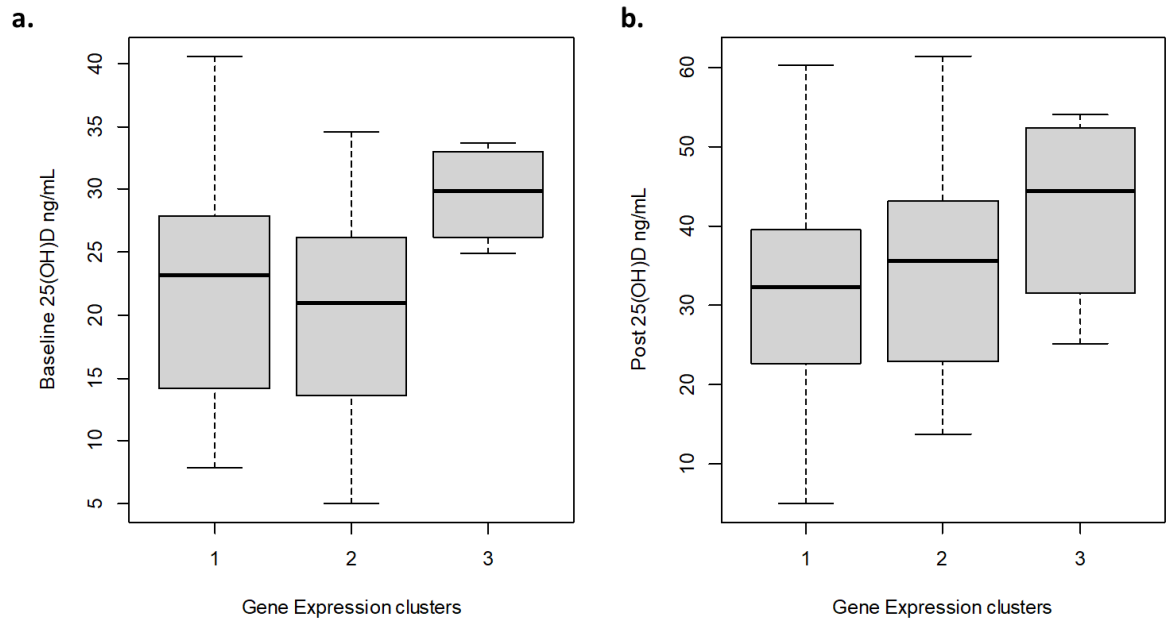 a.
Baseline 25(OH)D ng/mL
40
35
30
25
20
15
10
5
1 2 3
Gene Expression clusters
b.
Post 25(OH)D ng/mL
60
50
40
30
20
10
1 2 3
Gene Expression clusters